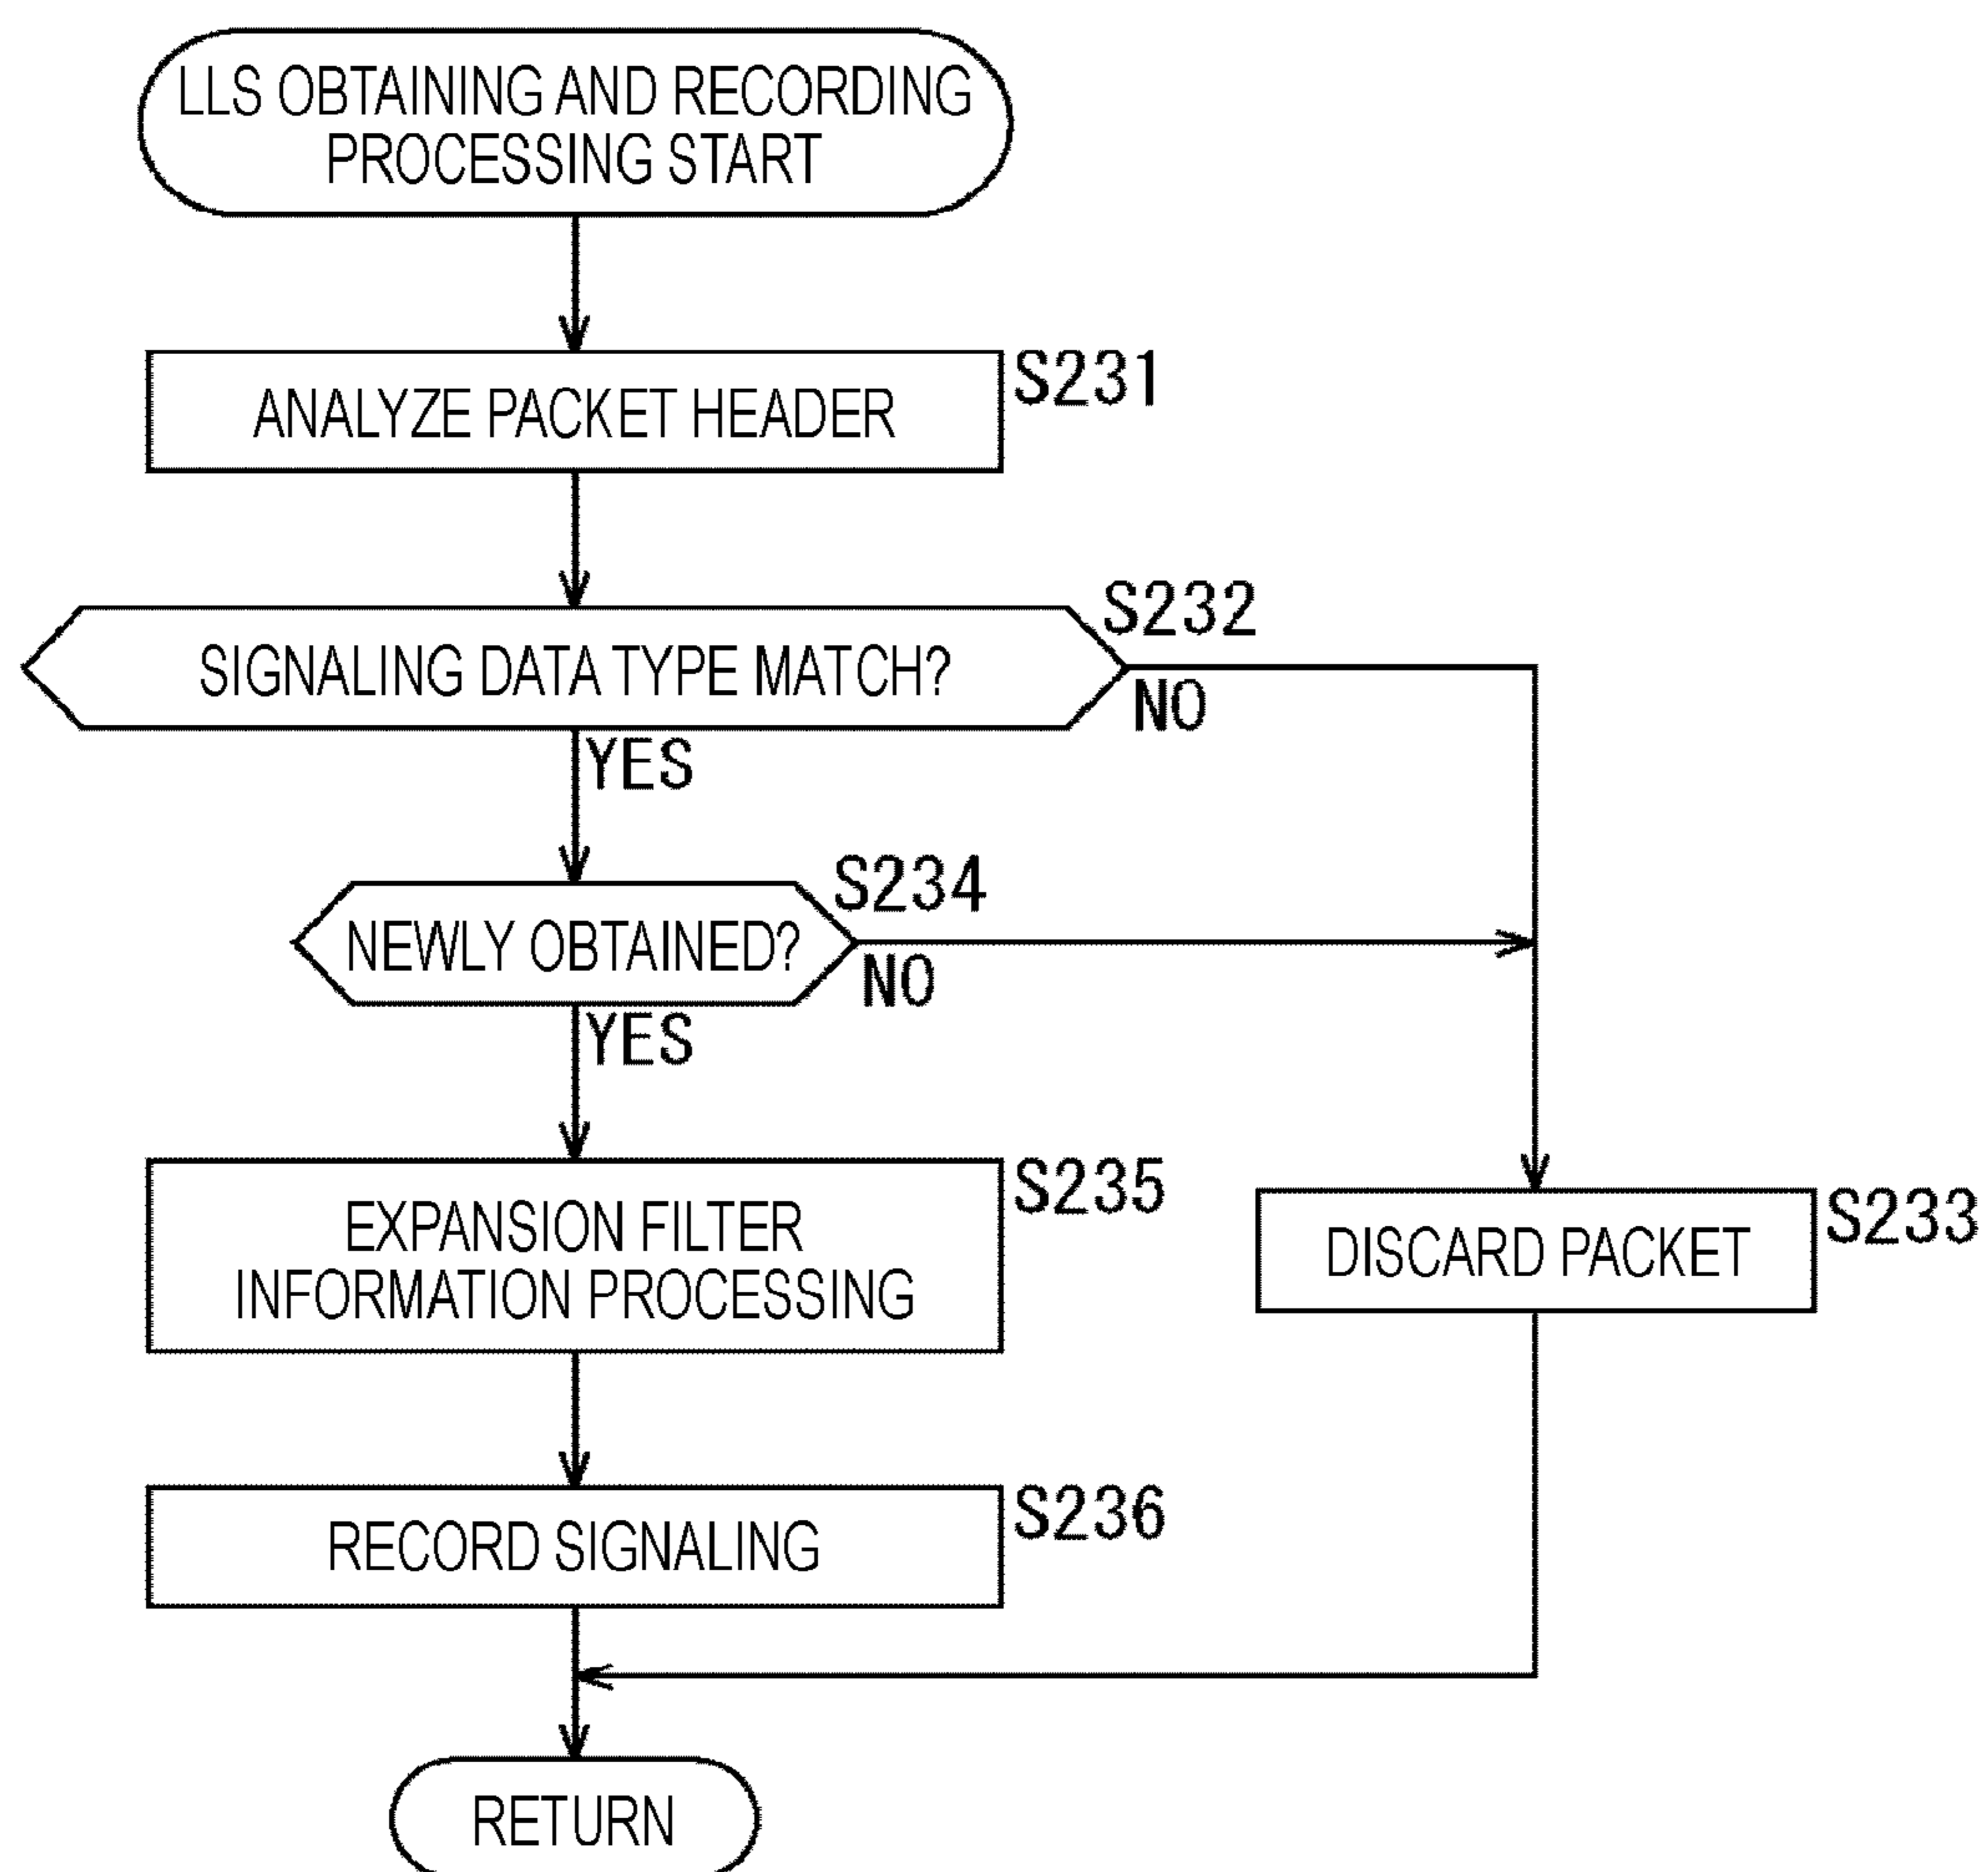 LLS OBTAINING AND RECORDING
PROCESSING START
ANALYZE PACKET HEADER
S231
SIGNALING DATA TYPE MATCH?
S232
NO
YES
NEWLY OBTAINED?
S234
NO
YES
EXPANSION FILTER
INFORMATION PROCESSING
S235
DISCARD PACKET
S233
RECORD SIGNALING
S236
RETURN